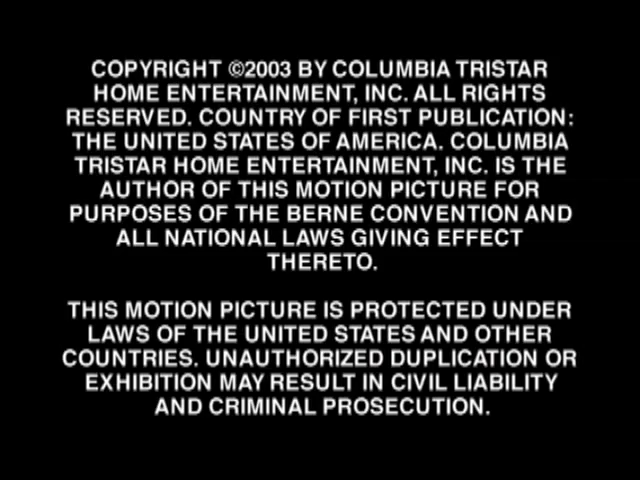 COPYRIGHT ©2003 BY COLUMBIA TRISTAR
HOME ENTERTAINMENT, INC. ALL RIGHTS
RESERVED. COUNTRY OF FIRST PUBLICATION:
THE UNITED STATES OF AMERICA. COLUMBIA
TRISTAR HOME ENTERTAINMENT, INC. IS THE
AUTHOR OF THIS MOTION PICTURE FOR
PURPOSES OF THE BERNE CONVENTION AND
ALL NATIONAL LAWS GIVING EFFECT
THERETO.
THIS MOTION PICTURE IS PROTECTED UNDER
LAWS OF THE UNITED STATES AND OTHER
COUNTRIES. UNAUTHORIZED DUPLICATION OR
EXHIBITION MAY RESULT IN CIVIL LIABILITY
AND CRIMINAL PROSECUTION.